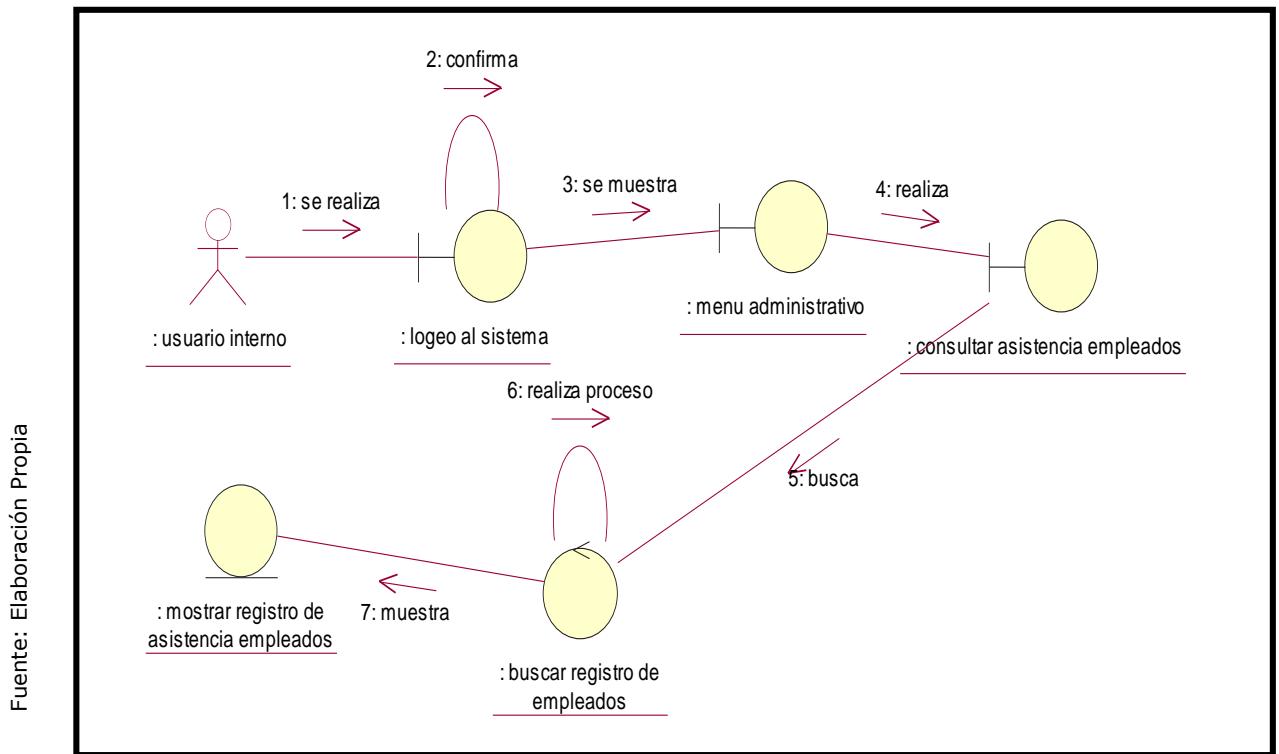 2: confirma
3: se muestra
4: realiza
1: se realiza
: menu administrativo
: usuario interno
: logeo al sistema
: consultar asistencia empleados
6: realiza proceso
5: busca
: mostrar registro de
asistencia empleados
7: muestra
: buscar registro de
empleados
Fuente: Elaboración Propia